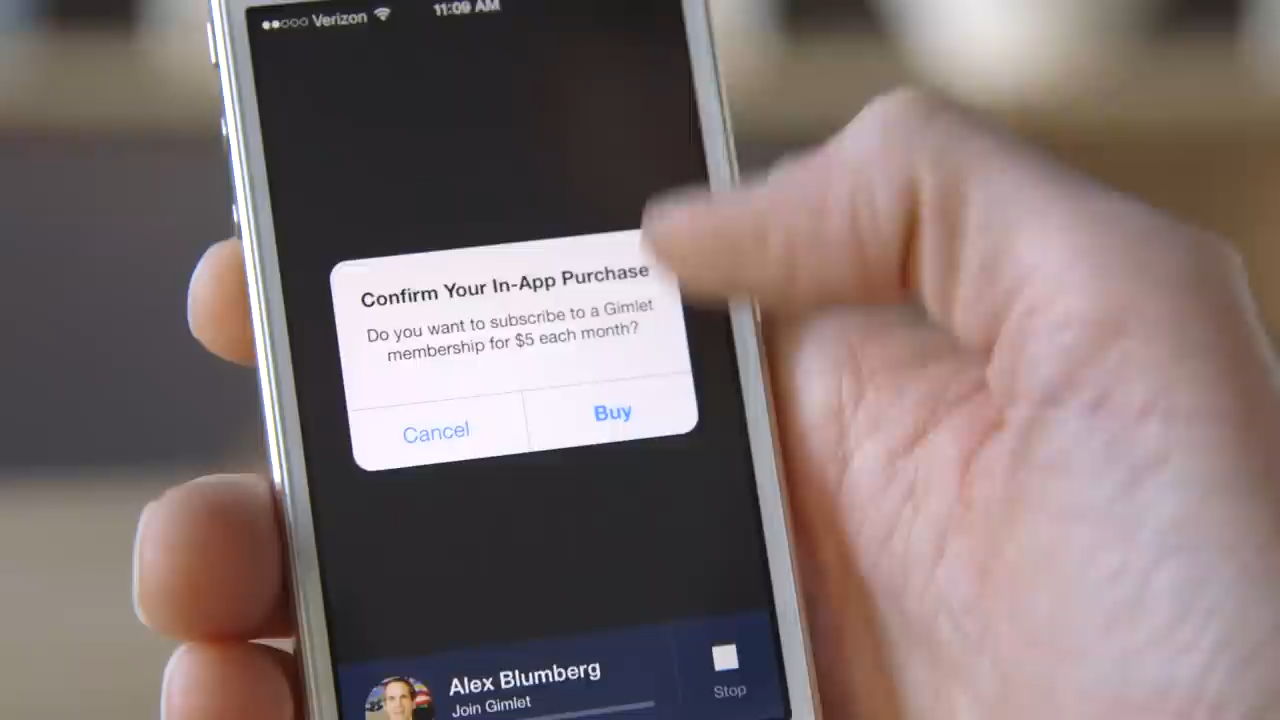 Verizon 11:09 AM
Confirm Your In-App Purchase
Do you want to subscribe to a Gimlet
membership for $5 each month?
Cancel Buy
Alex Blumberg
Join Gimlet
Stop